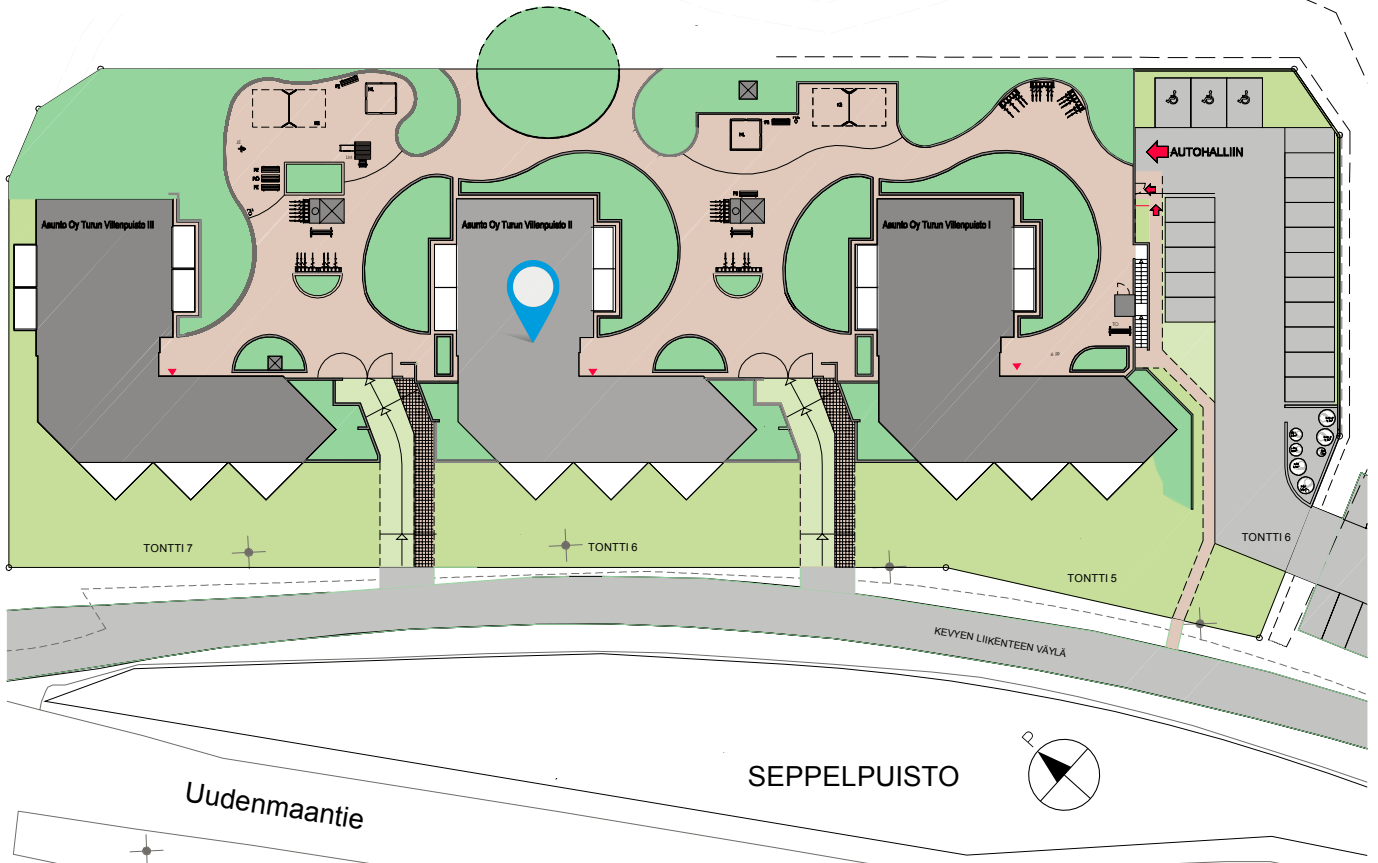 AUTOHALLIIN
Asunto Oy Turun Villenpuisto III
Asunto Oy Turun Villenpuisto II
Asunto Oy Turun Villenpuisto I
TONTTI 7
TONTTI 6
TONTTI 5
TONTTI 6
KEVYEN LIIKENTEEN VÄYLÄ
P
SEPPELPUISTO
Uudenmaantie